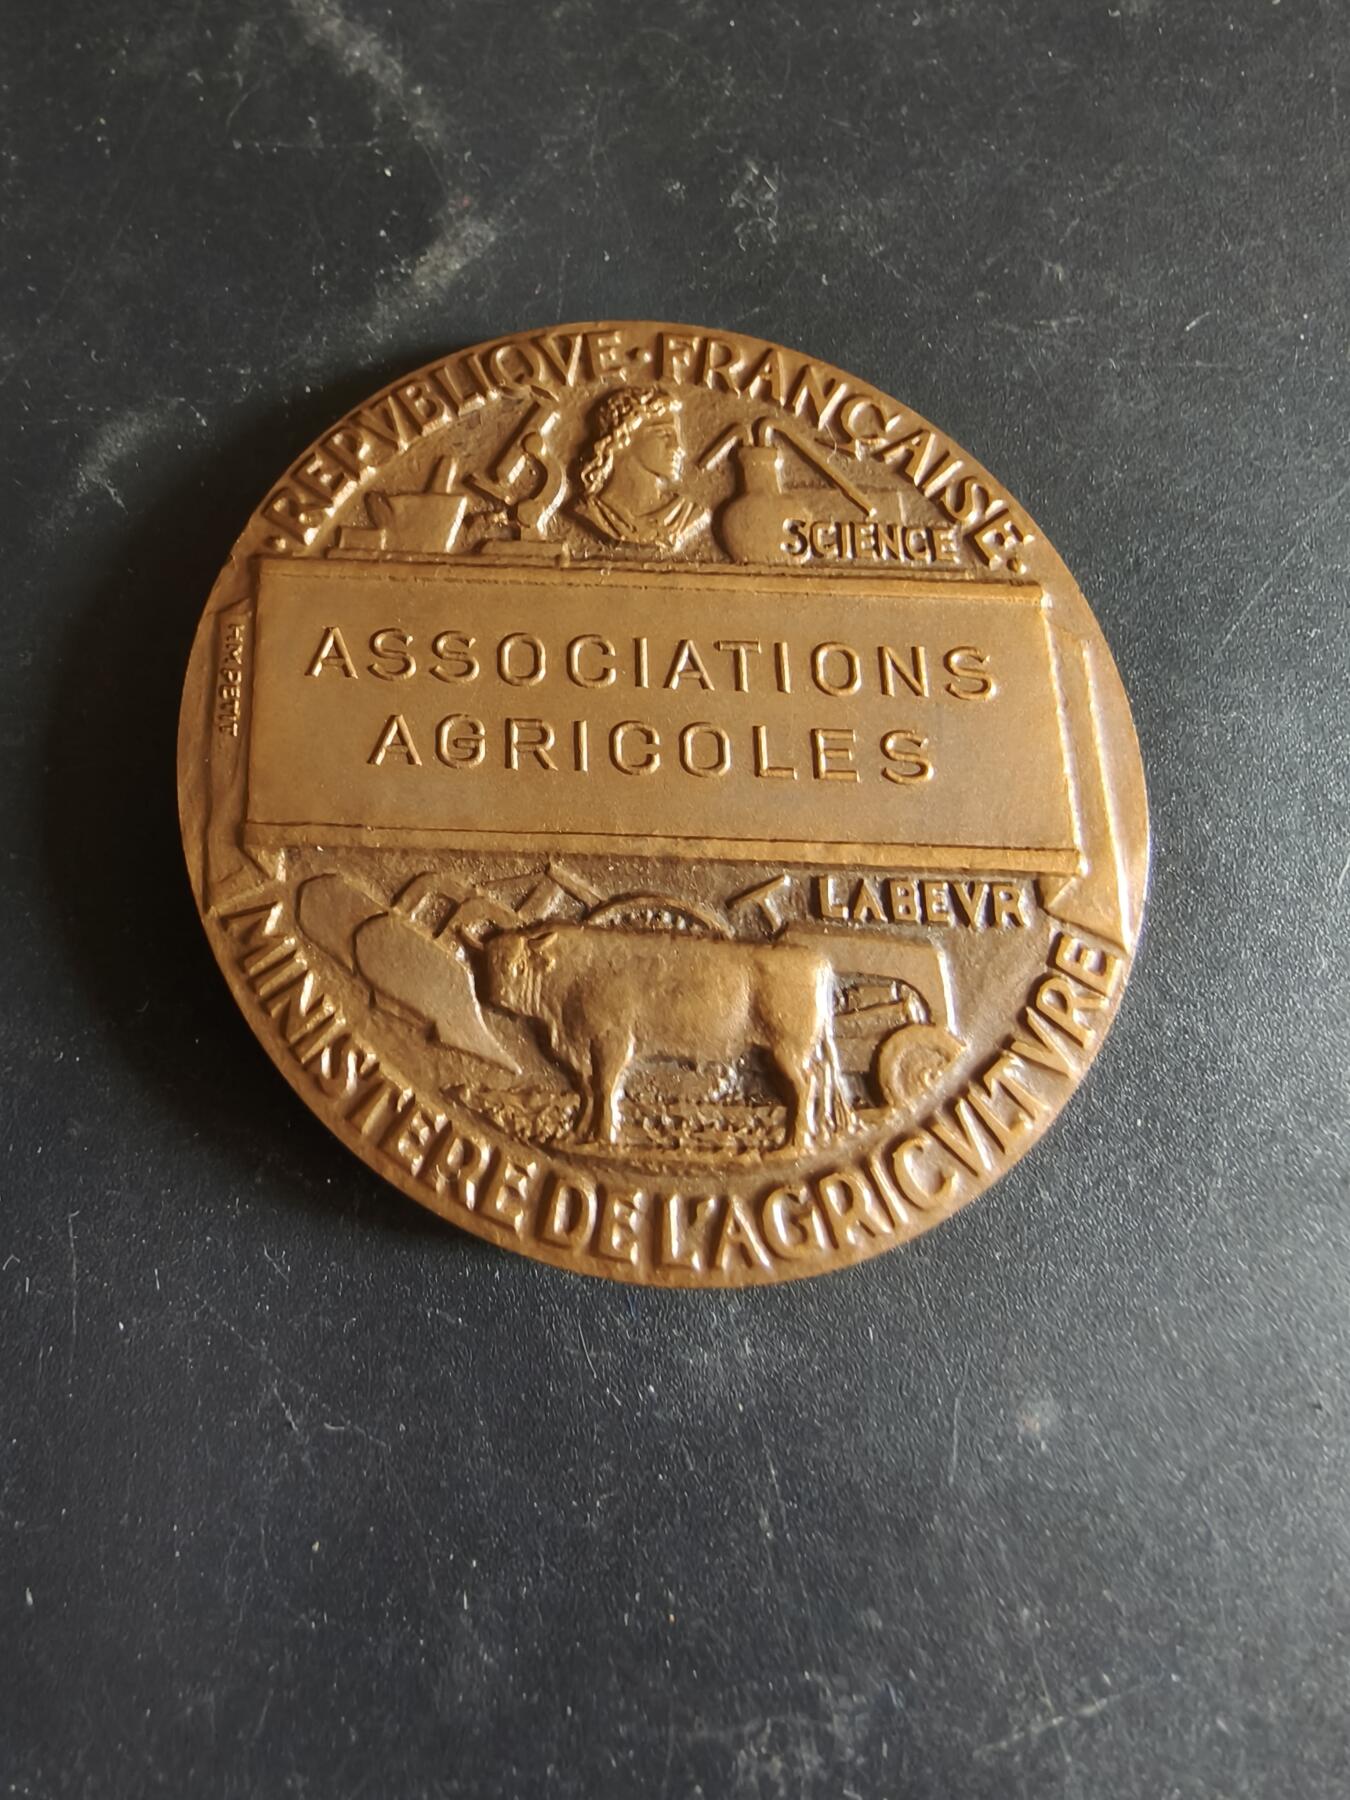 ·REPVBLIQVE·FRANÇAISE·
SCIENCE
ASSOCIATIONS
AGRICOLES
LABEVR
MINISTERE DE L'AGRICVLTVRE